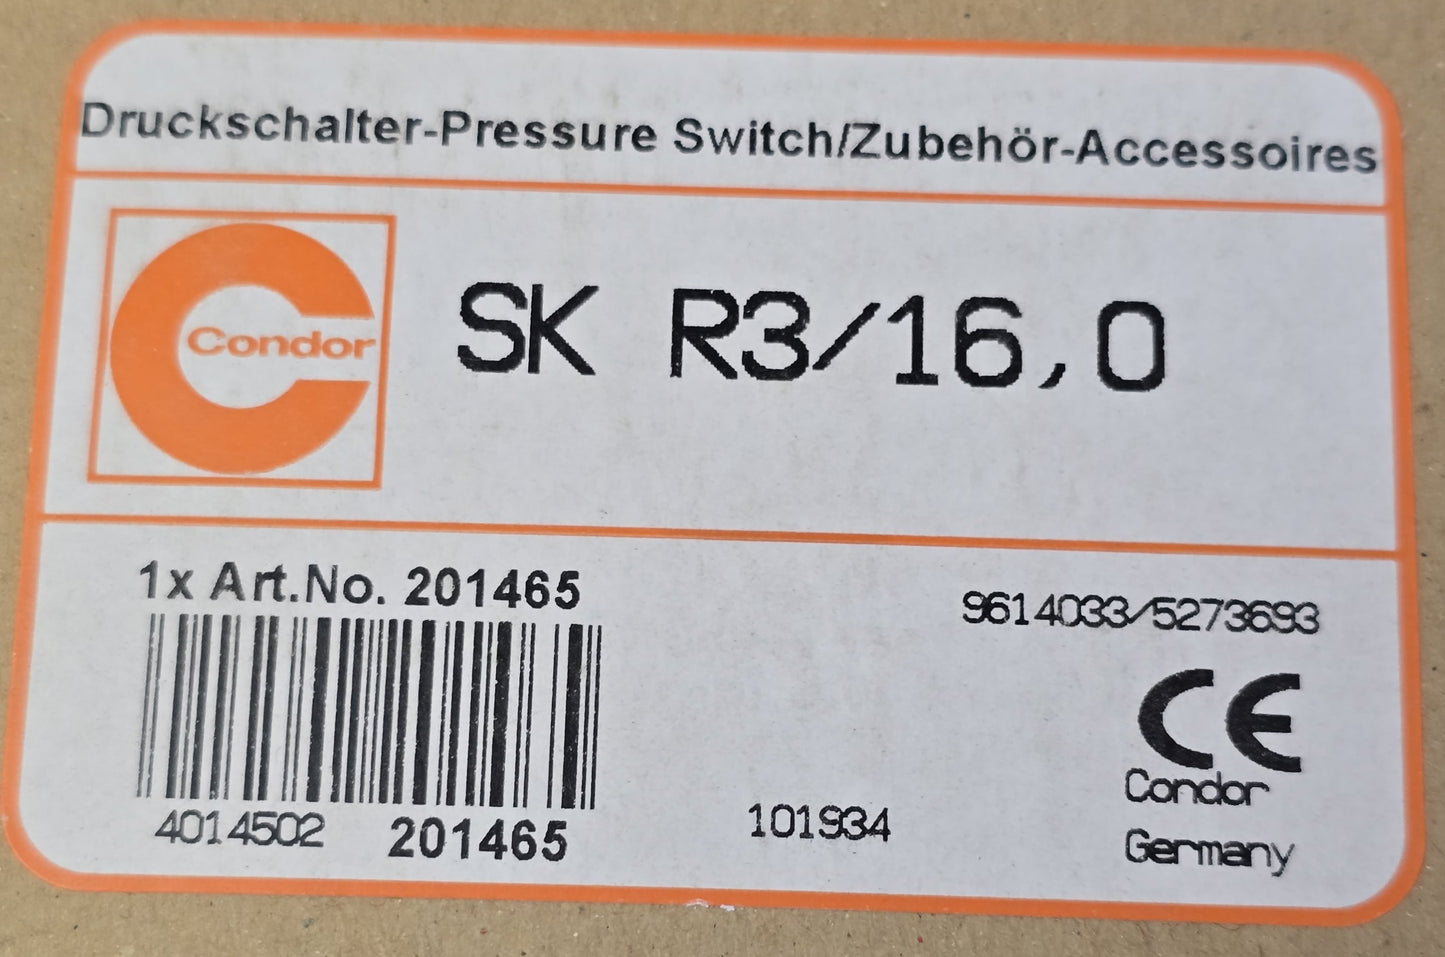 Druckschalter-Pressure Switch/Zubehör-Accessoires
Condor
SK R3/16,0
1x Art.No. 201465
9614033/5273693
4014502 201465
101934
CE
Condor
Germany